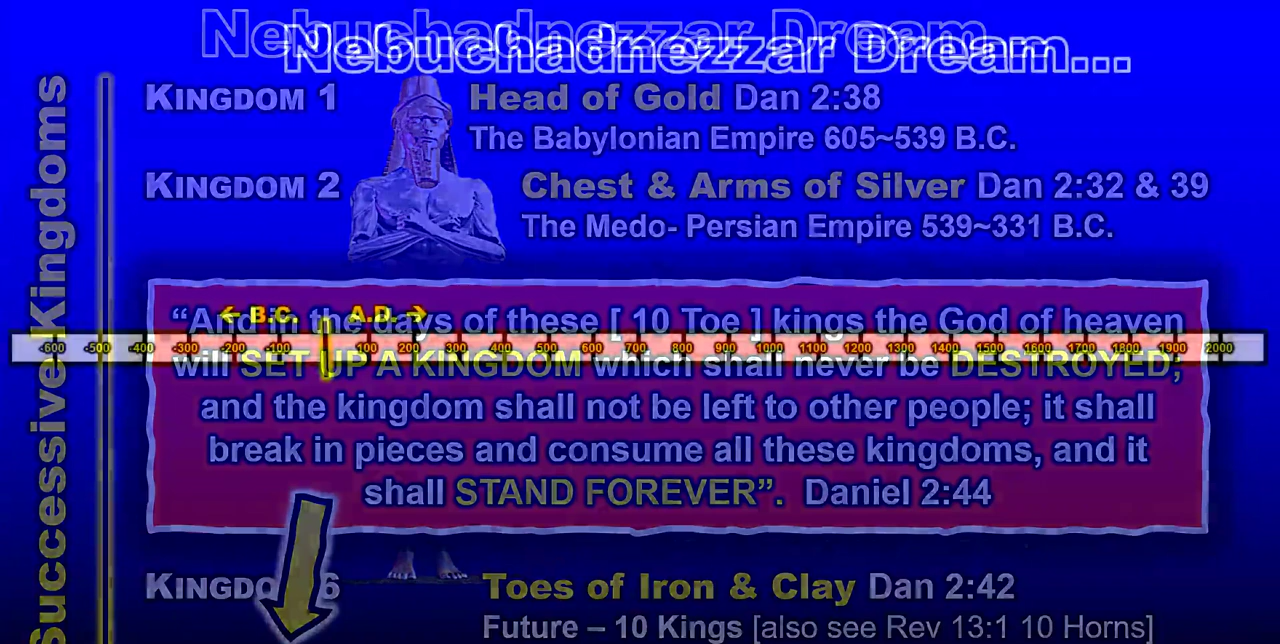 Nebuchadnezzar Dream...
Nebuchadnezzar Dream...
Successive Kingdoms
KINGDOM 1
Head of Gold Dan 2:38
The Babylonian Empire 605~539 B.C.
KINGDOM 2
Chest & Arms of Silver Dan 2:32 & 39
The Medo- Persian Empire 539~331 B.C.
← B.C. A.D. →
“And in the days of these [ 10 Toe ] kings the God of heaven
-600 -500 -400 -300 -200 -100 100 200 300 400 500 600 700 800 900 1000 1100 1200 1300 1400 1500 1600 1700 1800 1900 2000
will SET UP A KINGDOM which shall never be DESTROYED;
and the kingdom shall not be left to other people; it shall
break in pieces and consume all these kingdoms, and it
shall STAND FOREVER”. Daniel 2:44
KINGDO 6
Toes of Iron & Clay Dan 2:42
Future – 10 Kings [also see Rev 13:1 10 Horns]